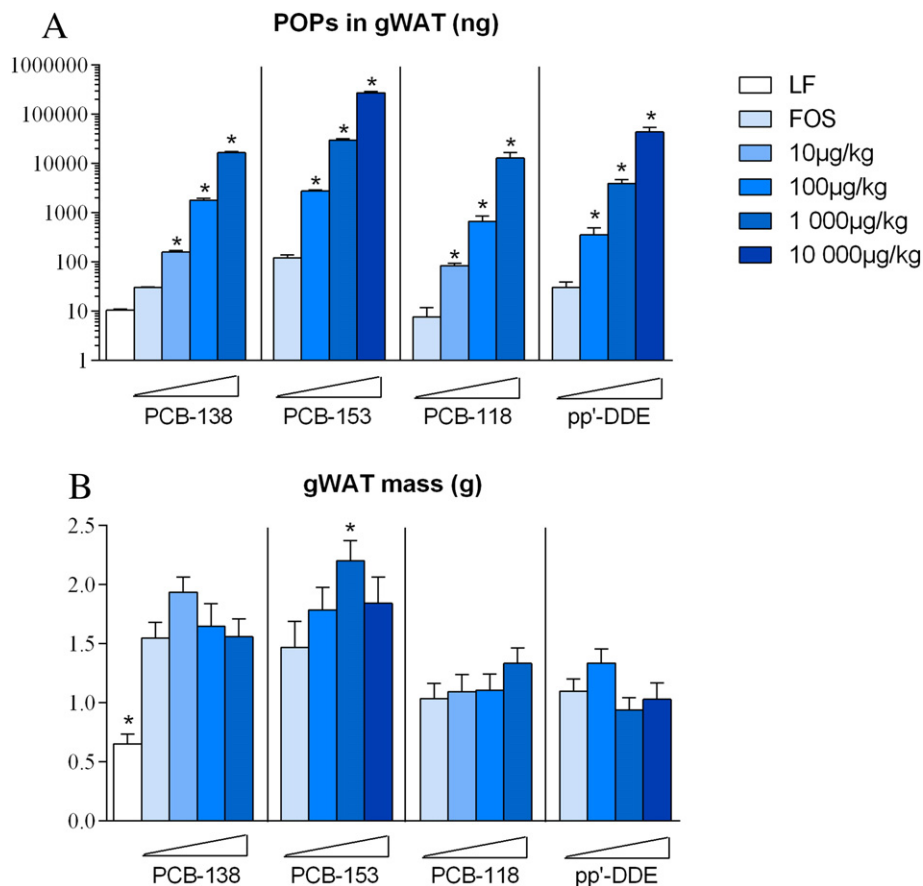 A
POPs in gWAT (ng)
1000000
100000
10000
1000
100
10
1
* * * * * * * * * * * *
PCB-138 PCB-153 PCB-118 pp'-DDE
LF
FOS
10µg/kg
100µg/kg
1 000µg/kg
10 000µg/kg
B
gWAT mass (g)
2.5
2.0
1.5
1.0
0.5
0.0
* *
PCB-138 PCB-153 PCB-118 pp'-DDE